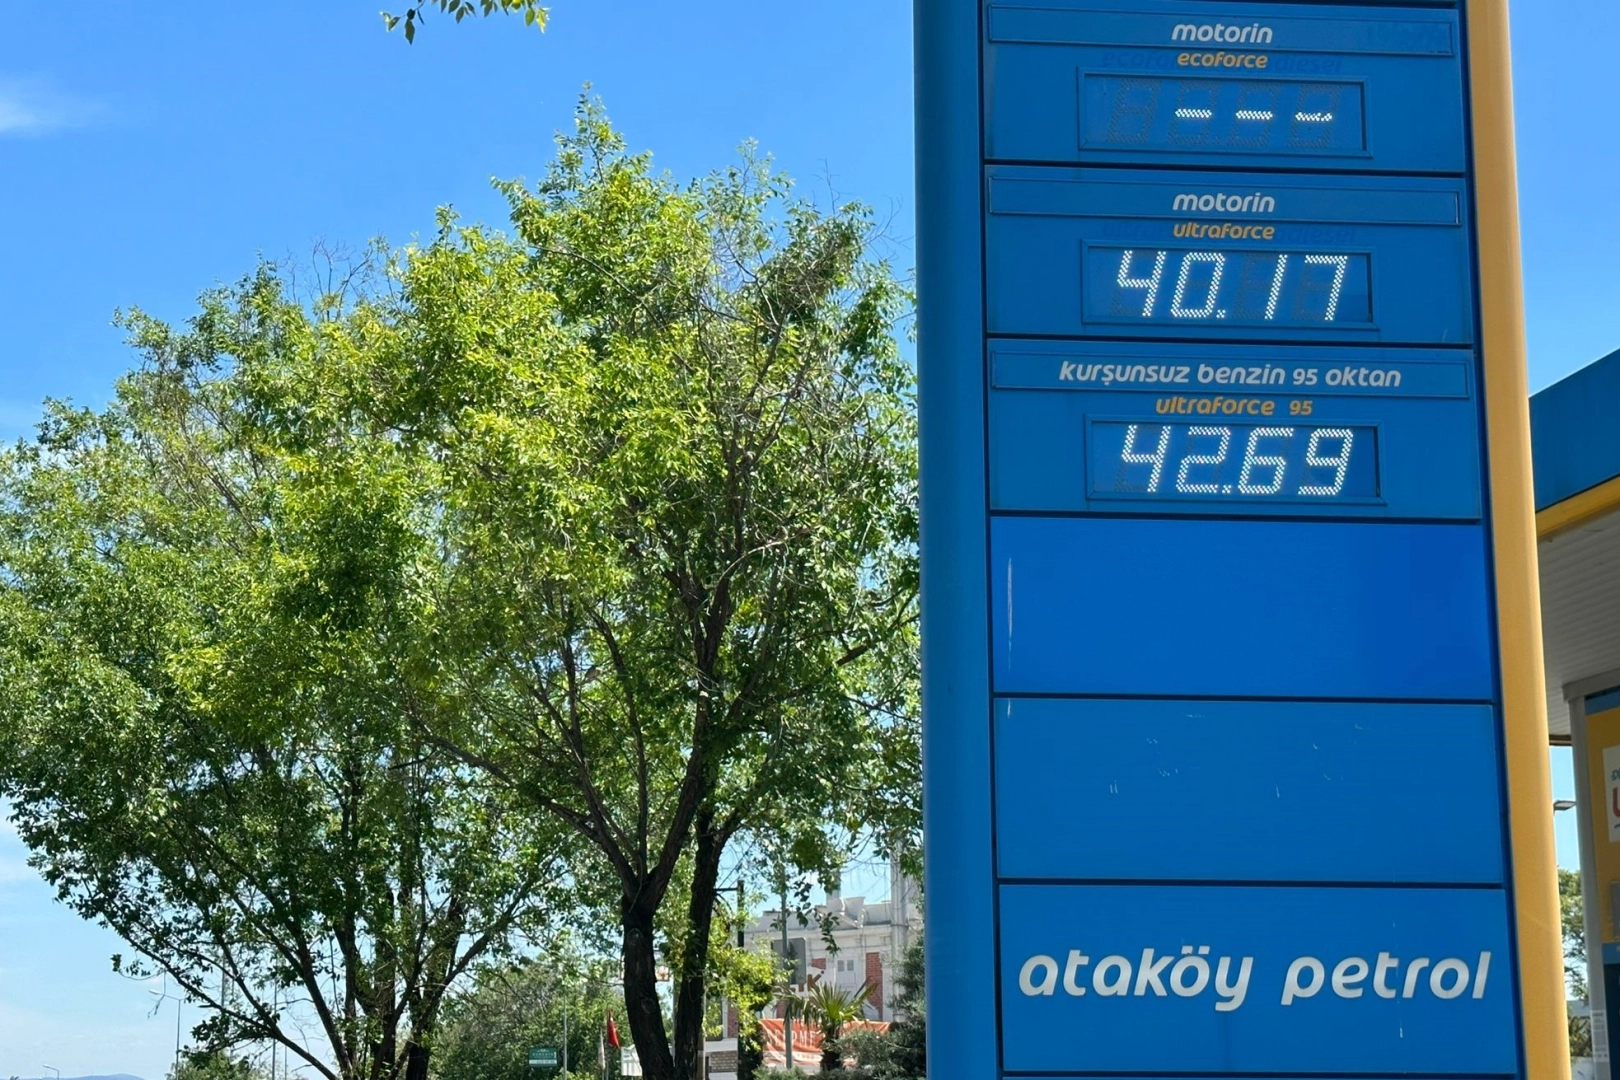 motorin
ecoforce
- - -
motorin
ultraforce
40.17
kurşunsuz benzin 95 oktan
ultraforce 95
42.69
ataköy petrol